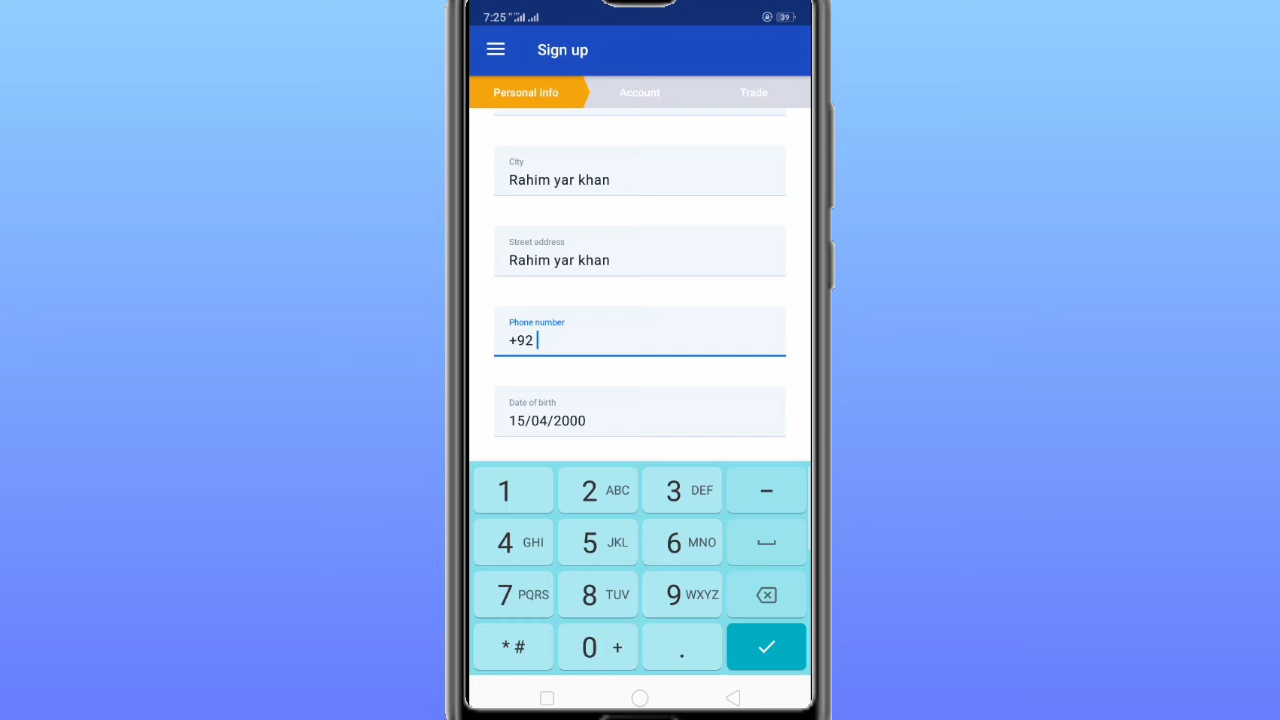 7:25
39
Sign up
Personal info Account Trade
City
Rahim yar khan
Street address
Rahim yar khan
Phone number
+92
Date of birth
15/04/2000
1 2 ABC 3 DEF –
4 GHI 5 JKL 6 MNO
7 PQRS 8 TUV 9 WXYZ
* # 0 + .